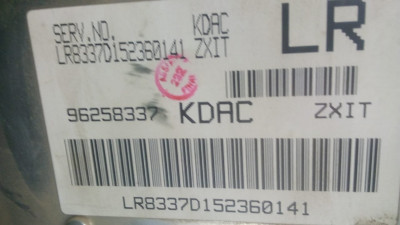 SERV.NO. KDAC LR
LR8337D152360141 ZXIT
96258337 KDAC ZXIT
LR8337D152360141